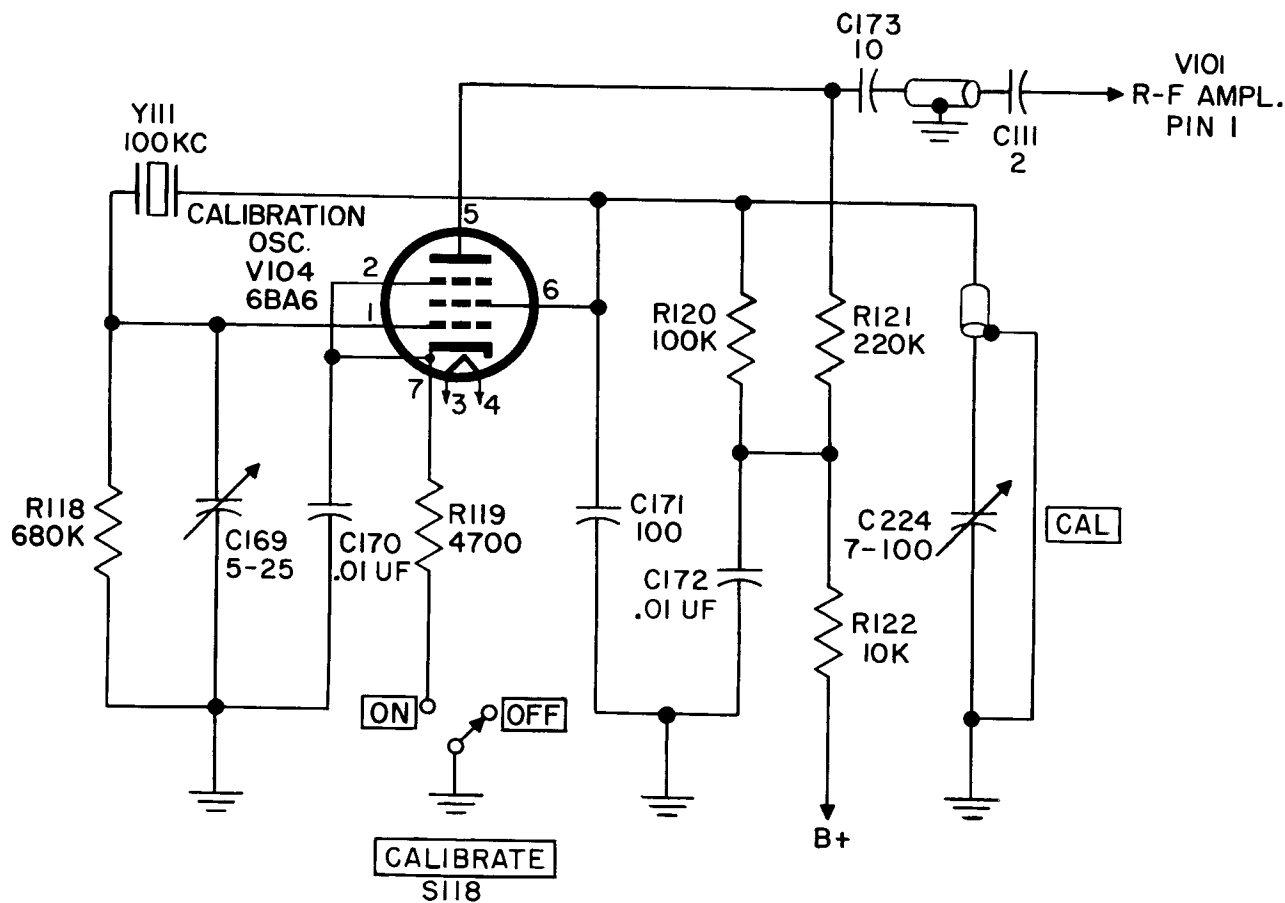 C173
10
V101
R-F AMPL.
PIN 1
C111
2
Y111
100KC
CALIBRATION
OSC.
V104
6BA6
5
2
1
6
7
3
4
R120
100K
R121
220K
R118
680K
C169
5-25
C170
.01 UF
R119
4700
C171
100
C172
.01 UF
C224
7-100
CAL
R122
10K
ON
OFF
B+
CALIBRATE
S118